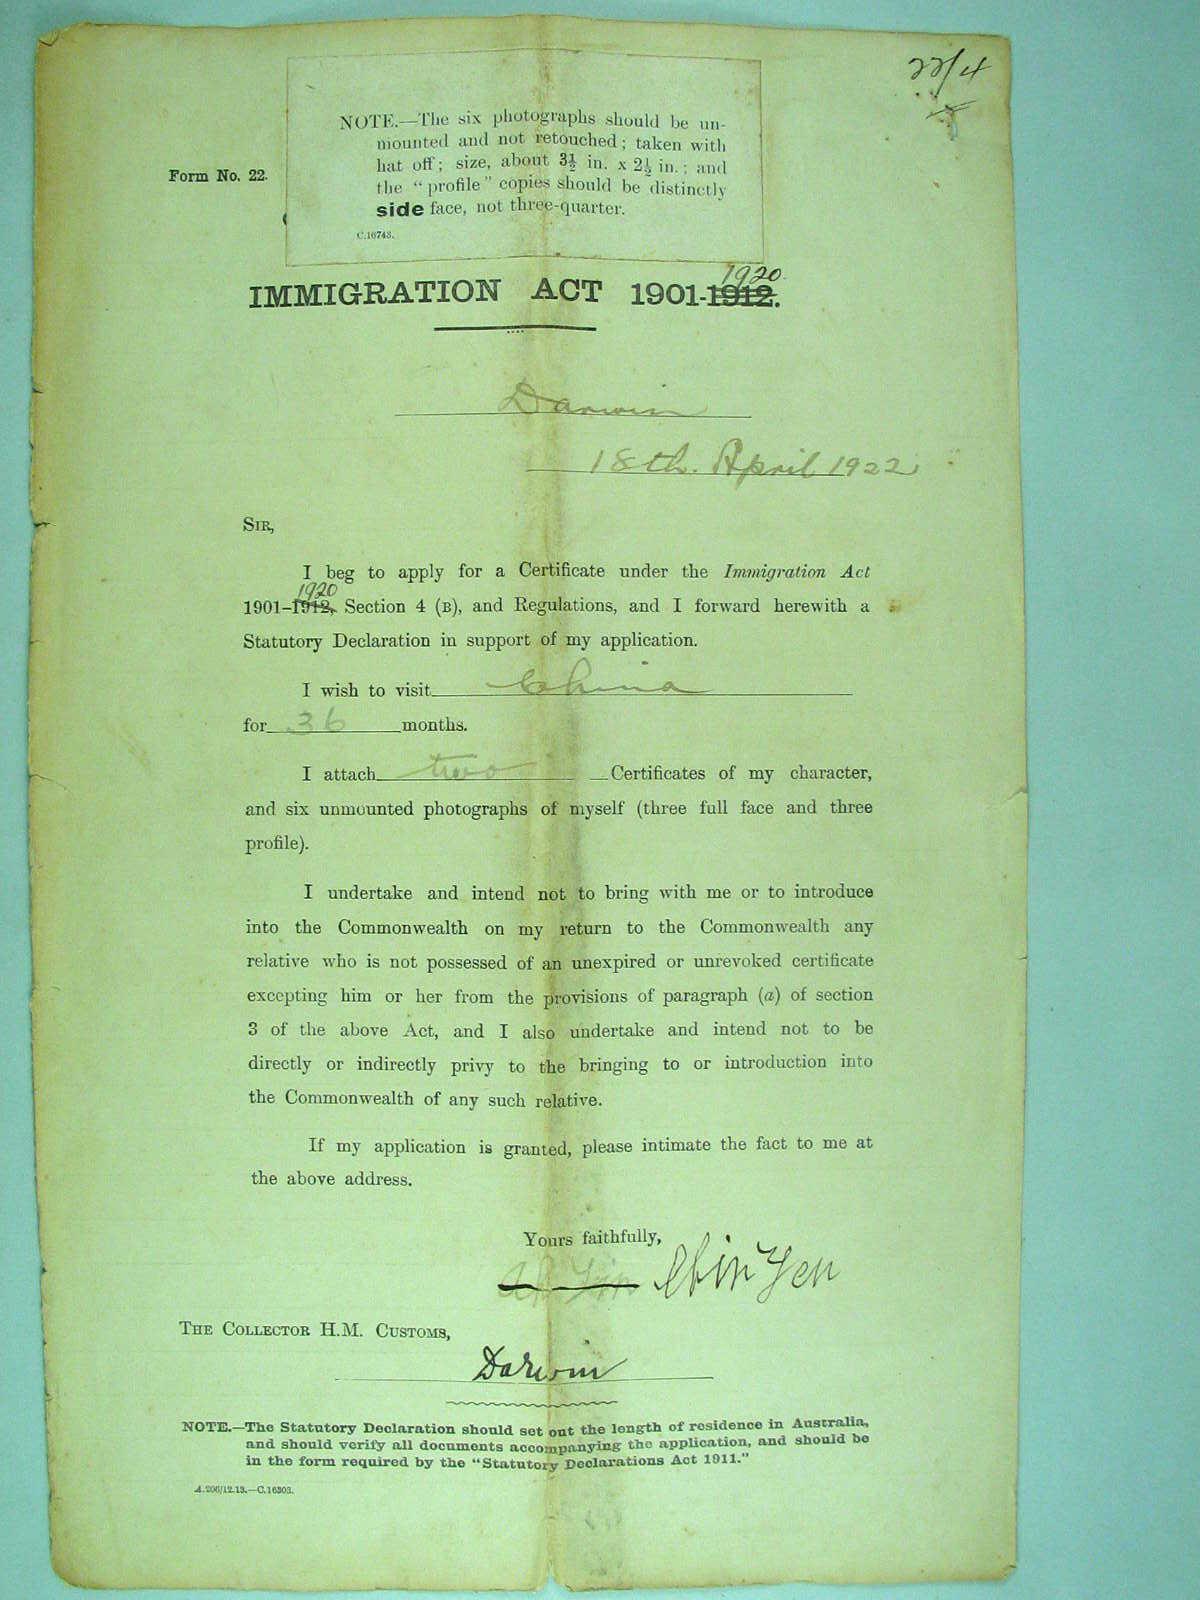 22/4
NOTE.—The six photographs should be un-
mounted and not retouched; taken with
hat off; size, about 3½ in. x 2½ in.; and
the "profile" copies should be distinctly
side face, not three-quarter.
C.16743.
Form No. 22.
IMMIGRATION ACT 1901-1912. 1920.
Darwin
18th. April 1922
SIR,
I beg to apply for a Certificate under the Immigration Act
1920
1901-1912, Section 4 (B), and Regulations, and I forward herewith a
Statutory Declaration in support of my application.
I wish to visit China
for 36 months.
I attach two Certificates of my character,
and six unmounted photographs of myself (three full face and three
profile).
I undertake and intend not to bring with me or to introduce
into the Commonwealth on my return to the Commonwealth any
relative who is not possessed of an unexpired or unrevoked certificate
excepting him or her from the provisions of paragraph (a) of section
3 of the above Act, and I also undertake and intend not to be
directly or indirectly privy to the bringing to or introduction into
the Commonwealth of any such relative.
If my application is granted, please intimate the fact to me at
the above address.
Yours faithfully,
Chin Yen
THE COLLECTOR H.M. CUSTOMS,
Darwin
NOTE.—The Statutory Declaration should set out the length of residence in Australia,
and should verify all documents accompanying the application, and should be
in the form required by the "Statutory Declarations Act 1911."
A.206/12.13.—C.16303.